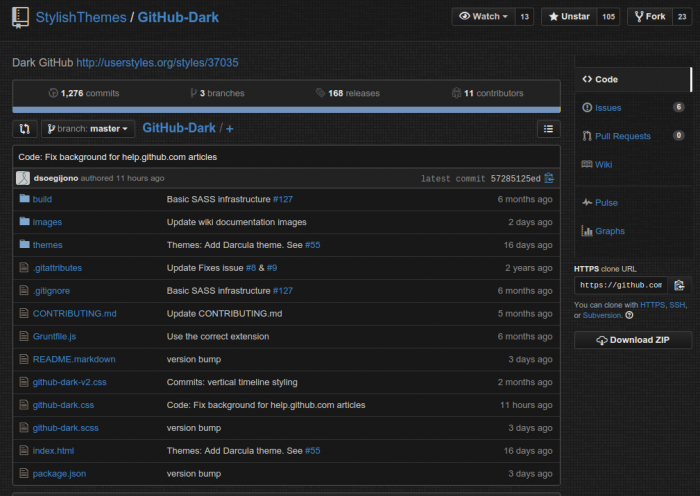 StylishThemes / GitHub-Dark
Watch 13 Unstar 105 Fork 23
Dark GitHub http://userstyles.org/styles/37035
1,276 commits 3 branches 168 releases 11 contributors
branch: master GitHub-Dark / +
Code: Fix background for help.github.com articles
dsoegijono authored 11 hours ago latest commit 57285125ed
build Basic SASS infrastructure #127 6 months ago
images Update wiki documentation images 2 days ago
themes Themes: Add Darcula theme. See #55 16 days ago
.gitattributes Update Fixes issue #8 & #9 2 years ago
.gitignore Basic SASS infrastructure #127 6 months ago
CONTRIBUTING.md Update CONTRIBUTING.md 5 months ago
Gruntfile.js Use the correct extension 6 months ago
README.markdown version bump 3 days ago
github-dark-v2.css Commits: vertical timeline styling 2 months ago
github-dark.css Code: Fix background for help.github.com articles 11 hours ago
github-dark.scss version bump 3 days ago
index.html Themes: Add Darcula theme. See #55 16 days ago
package.json version bump 3 days ago
Code
Issues 6
Pull Requests 0
Wiki
Pulse
Graphs
HTTPS clone URL
https://github.com
You can clone with HTTPS, SSH,
or Subversion.
Download ZIP